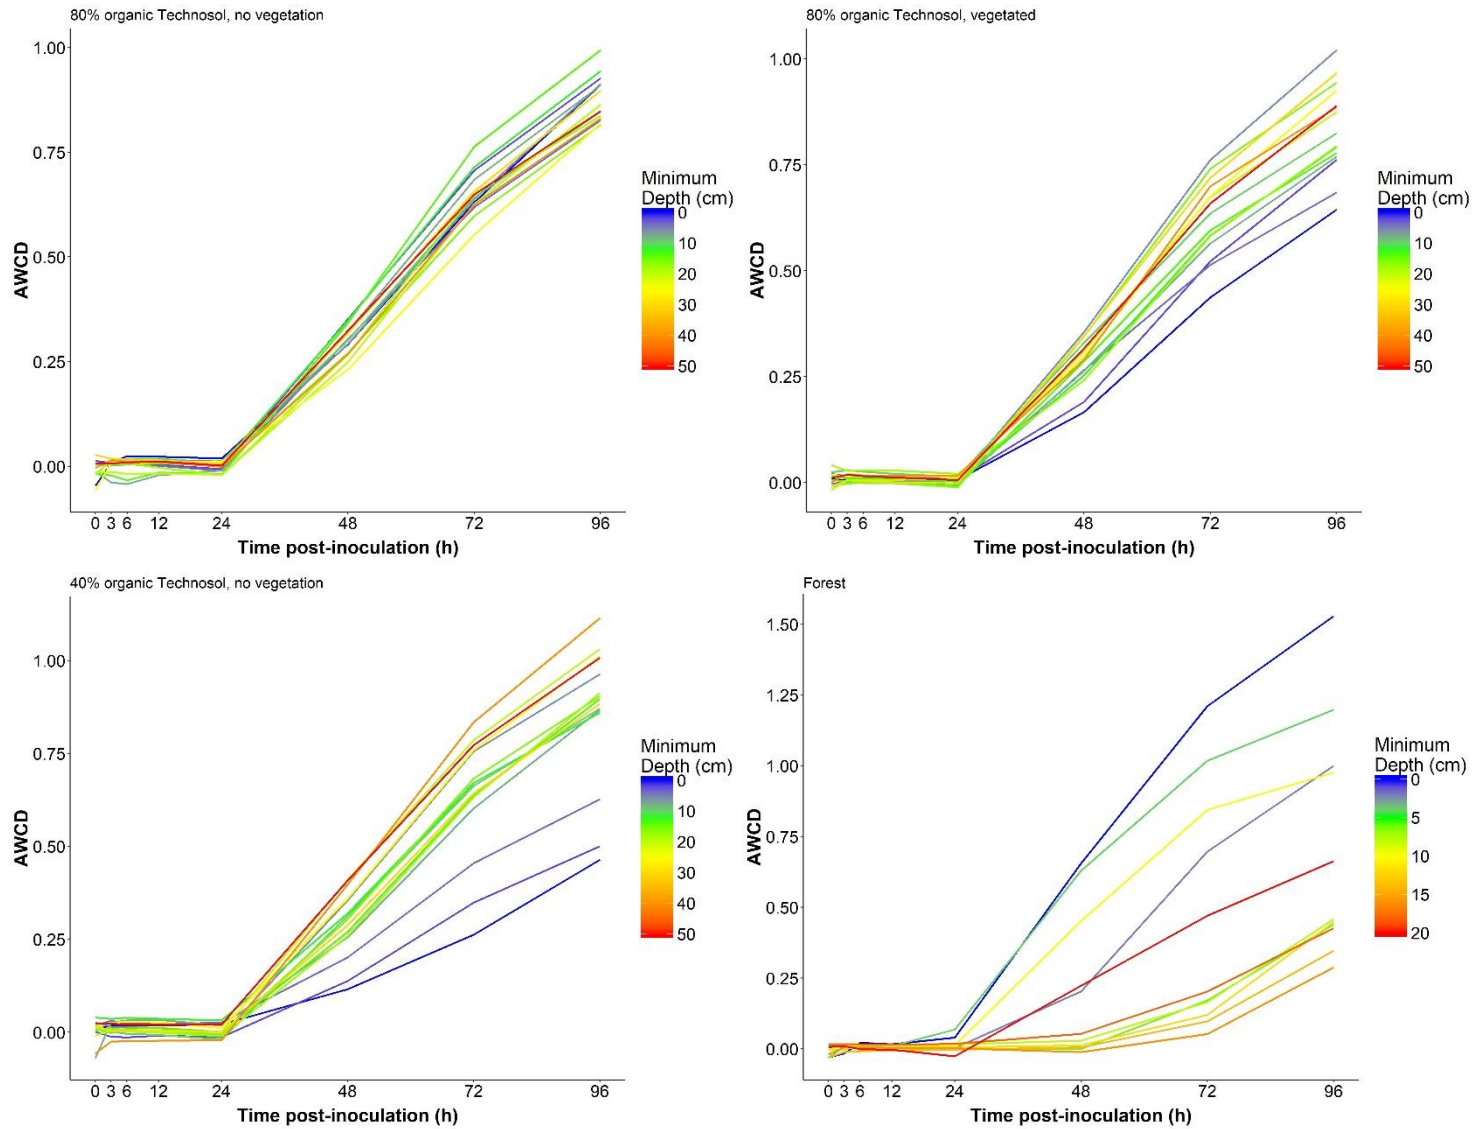 80% organic Technosol, no vegetation
1.00
0.75
0.50
0.25
0.00
AWCD
0 3 6 12 24 48 72 96
Time post-inoculation (h)
Minimum
Depth (cm)
0
10
20
30
40
50
80% organic Technosol, vegetated
1.00
0.75
0.50
0.25
0.00
AWCD
0 3 6 12 24 48 72 96
Time post-inoculation (h)
Minimum
Depth (cm)
0
10
20
30
40
50
40% organic Technosol, no vegetation
1.00
0.75
0.50
0.25
0.00
AWCD
0 3 6 12 24 48 72 96
Time post-inoculation (h)
Minimum
Depth (cm)
0
10
20
30
40
50
Forest
1.50
1.25
1.00
0.75
0.50
0.25
0.00
AWCD
0 3 6 12 24 48 72 96
Time post-inoculation (h)
Minimum
Depth (cm)
0
5
10
15
20